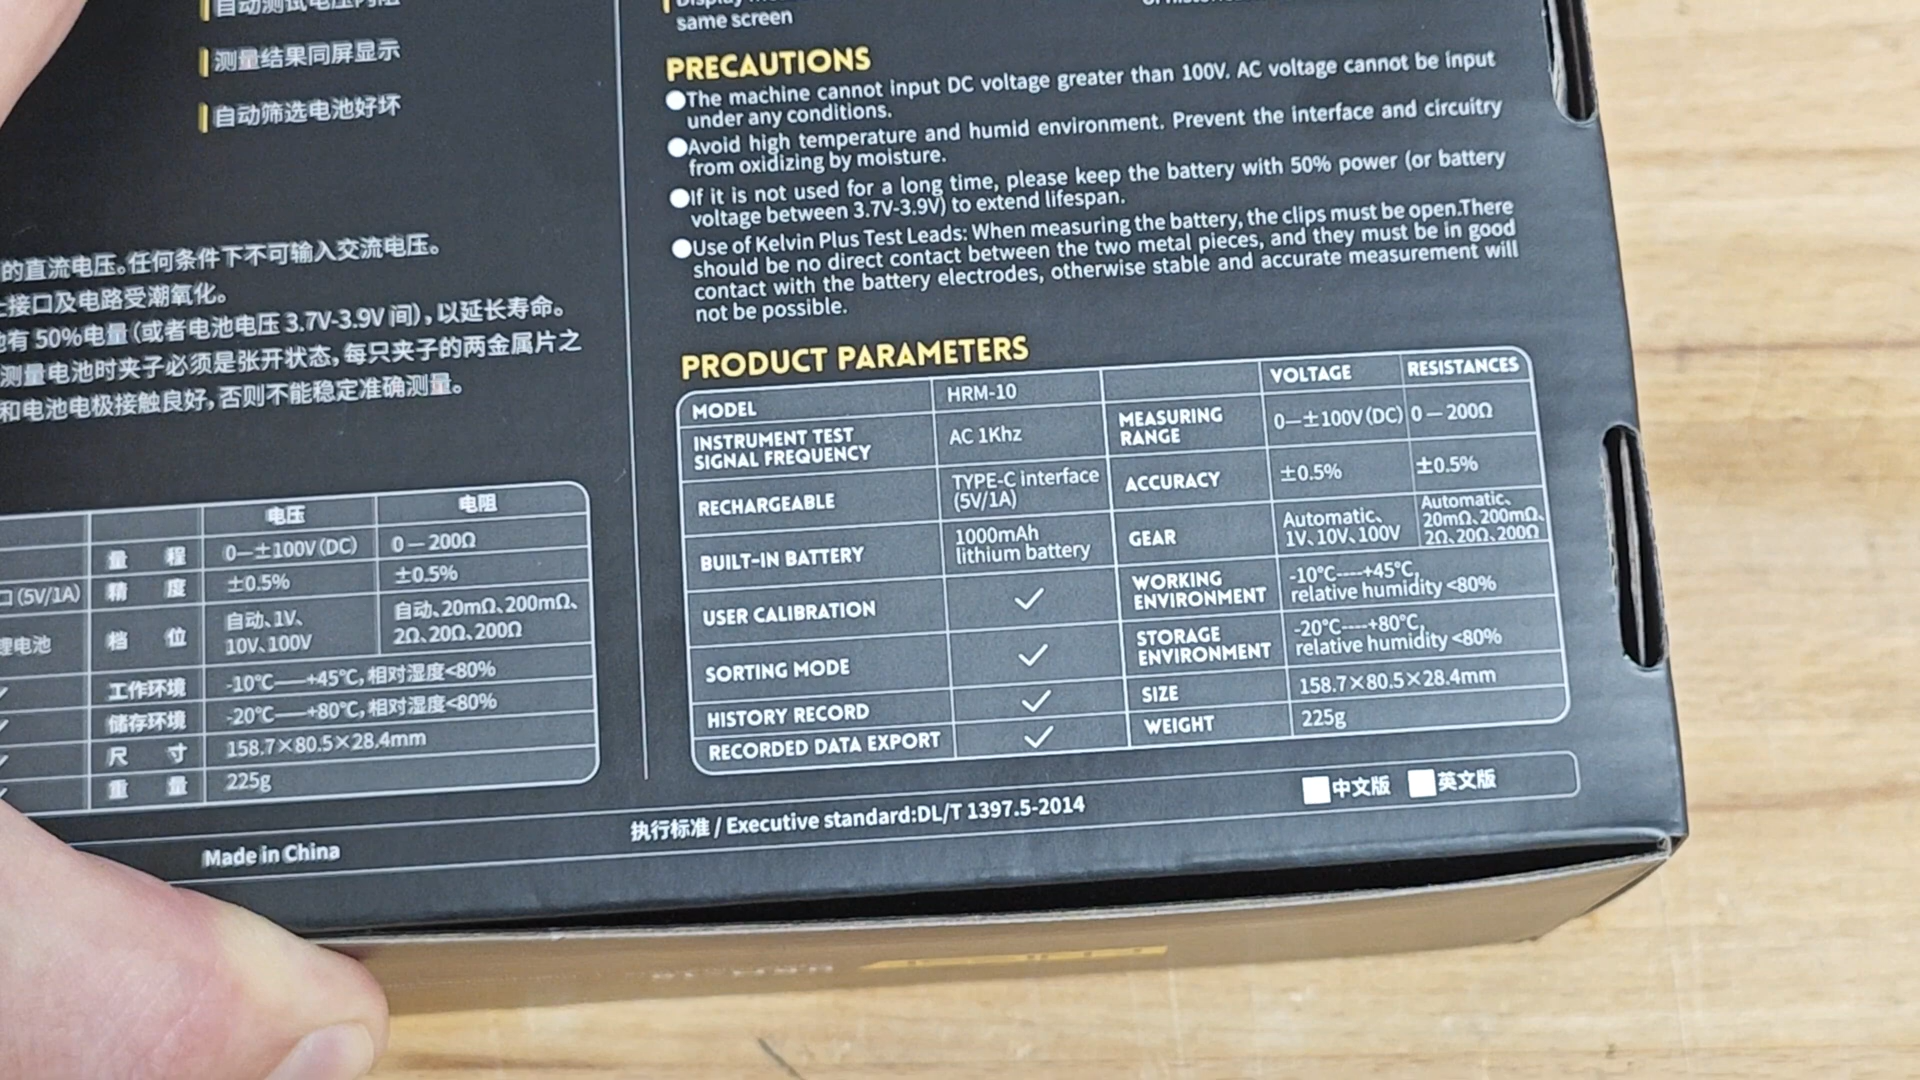 测量结果同屏显示
自动筛选电池好坏
的直流电压。任何条件下不可输入交流电压。
接口及电路受潮氧化。
有 50%电量(或者电池电压 3.7V-3.9V 间),以延长寿命。
测量电池时夹子必须是张开状态,每只夹子的两金属片之
和电池电极接触良好,否则不能稳定准确测量。
电压 电阻
量 程 0—±100V(DC) 0—200Ω
口(5V/1A) 精 度 ±0.5% ±0.5%
锂电池 档 位 自动、1V、 自动、20mΩ、200mΩ、
10V、100V 2Ω、20Ω、200Ω
工作环境 -10℃——+45℃,相对湿度<80%
储存环境 -20℃——+80℃,相对湿度<80%
尺 寸 158.7×80.5×28.4mm
重 量 225g
same screen
PRECAUTIONS
●The machine cannot input DC voltage greater than 100V. AC voltage cannot be input
under any conditions.
●Avoid high temperature and humid environment. Prevent the interface and circuitry
from oxidizing by moisture.
●If it is not used for a long time, please keep the battery with 50% power (or battery
voltage between 3.7V-3.9V) to extend lifespan.
●Use of Kelvin Plus Test Leads: When measuring the battery, the clips must be open.There
should be no direct contact between the two metal pieces, and they must be in good
contact with the battery electrodes, otherwise stable and accurate measurement will
not be possible.
PRODUCT PARAMETERS
MODEL HRM-10
INSTRUMENT TEST
SIGNAL FREQUENCY AC 1Khz
RECHARGEABLE TYPE-C interface
(5V/1A)
BUILT-IN BATTERY 1000mAh
lithium battery
USER CALIBRATION ✓
SORTING MODE ✓
HISTORY RECORD ✓
RECORDED DATA EXPORT ✓
VOLTAGE RESISTANCES
MEASURING
RANGE 0—±100V(DC) 0—200Ω
ACCURACY ±0.5% ±0.5%
GEAR Automatic、
1V、10V、100V
Automatic、
20mΩ、200mΩ、
2Ω、20Ω、200Ω
WORKING
ENVIRONMENT -10℃----+45℃,
relative humidity <80%
STORAGE
ENVIRONMENT -20℃----+80℃,
relative humidity <80%
SIZE 158.7×80.5×28.4mm
WEIGHT 225g
中文版 英文版
执行标准 / Executive standard:DL/T 1397.5-2014
Made in China